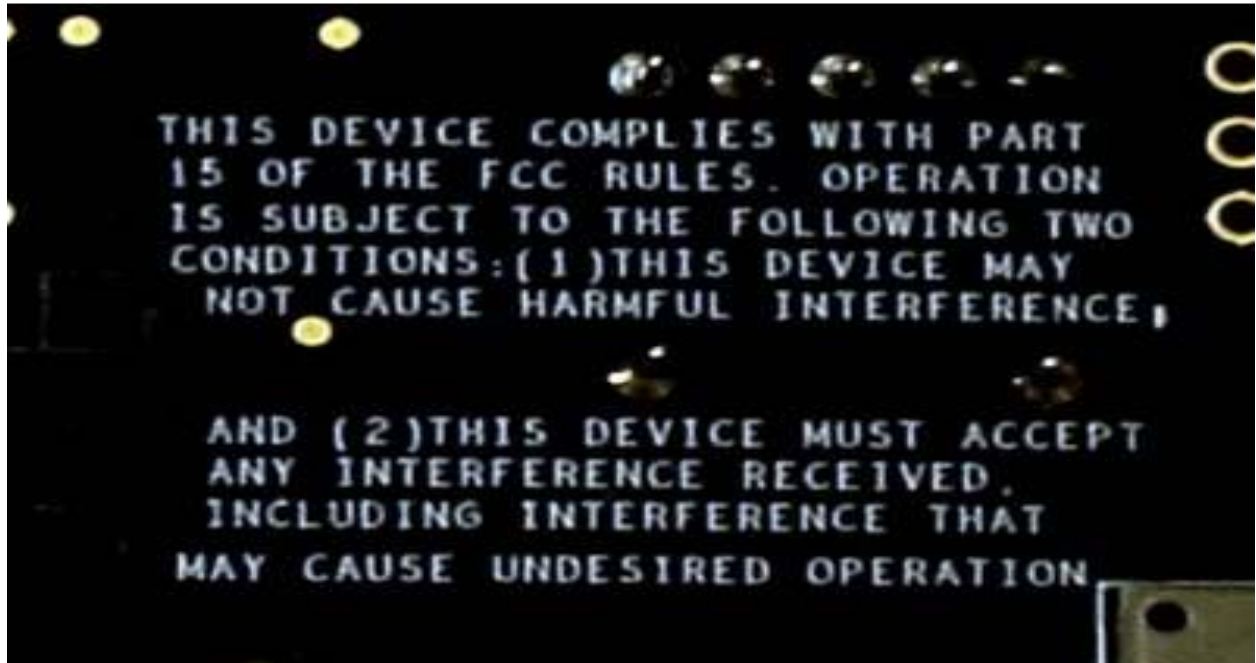 THIS DEVICE COMPLIES WITH PART
15 OF THE FCC RULES. OPERATION
IS SUBJECT TO THE FOLLOWING TWO
CONDITIONS:(1)THIS DEVICE MAY
NOT CAUSE HARMFUL INTERFERENCE,
AND (2)THIS DEVICE MUST ACCEPT
ANY INTERFERENCE RECEIVED.
INCLUDING INTERFERENCE THAT
MAY CAUSE UNDESIRED OPERATION